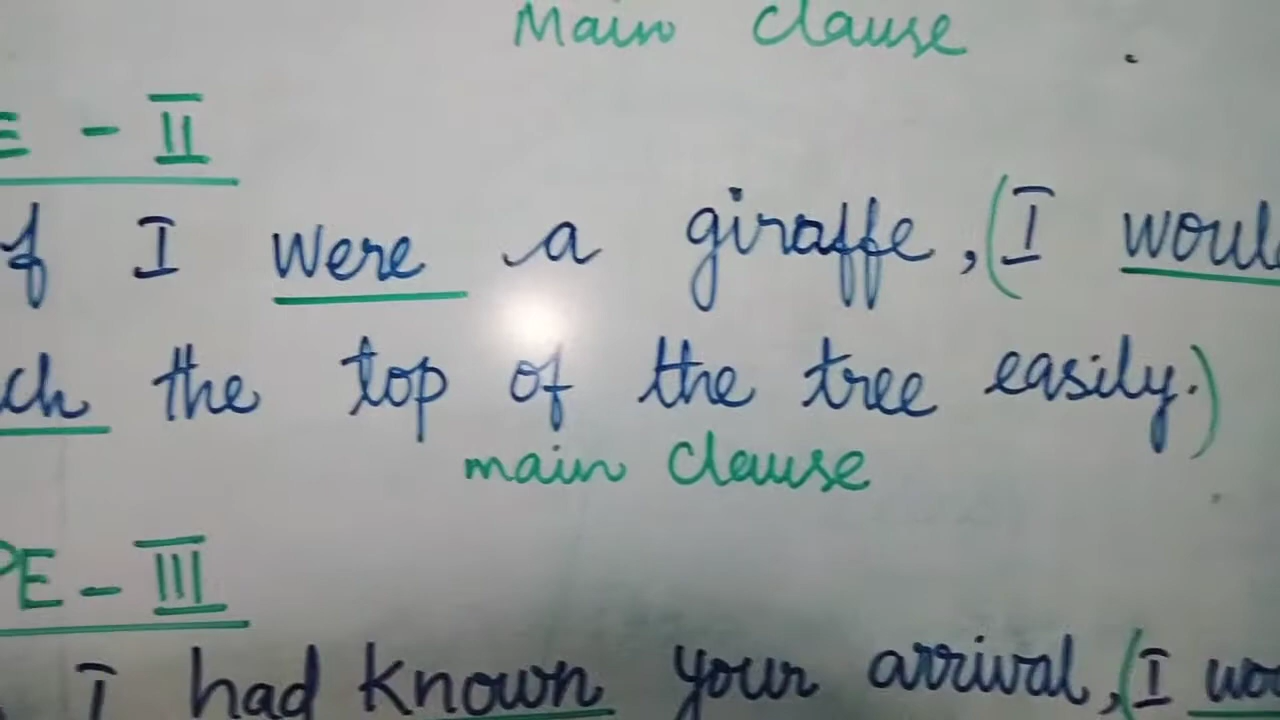 Main Clause
E - II
f I were a giraffe, (I woul
ch the top of the tree easily.)
main clause
PE - III
I had known your arrival, (I wo